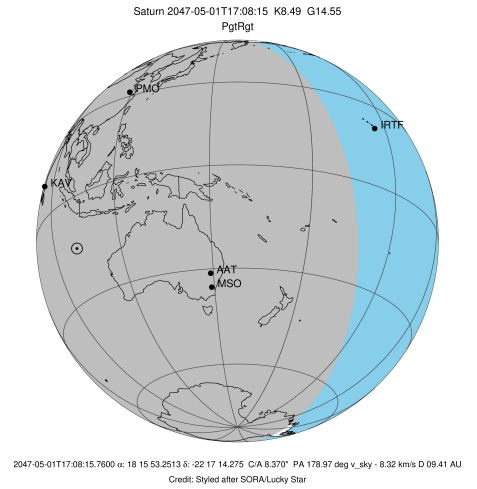 Saturn 2047-05-01T17:08:15 K8.49 G14.55
PgtRgt
PMO
IRTF
KAV
AAT
MSO
2047-05-01T17:08:15.7600 α: 18 15 53.2513 δ: -22 17 14.275 C/A 8.370" PA 178.97 deg v_sky - 8.32 km/s D 09.41 AU
Credit: Styled after SORA/Lucky Star